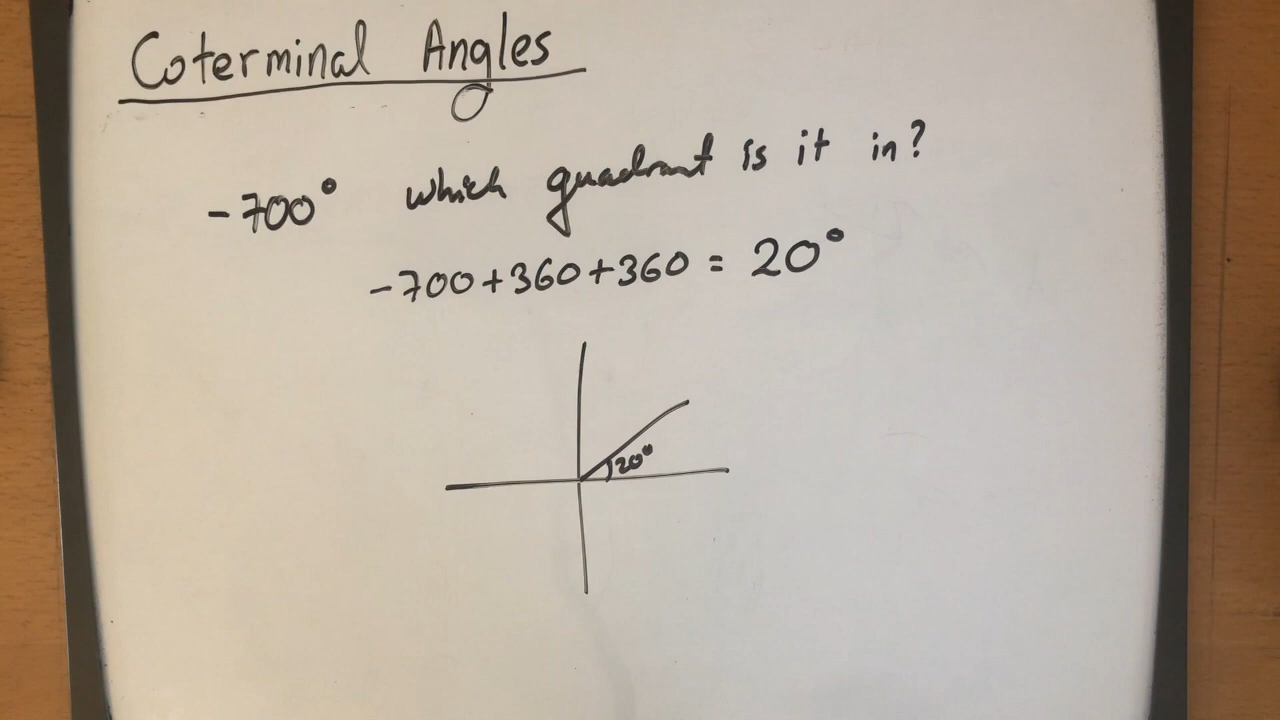 Coterminal Angles
-700° which quadrant is it in?
-700+360+360 = 20°
20°